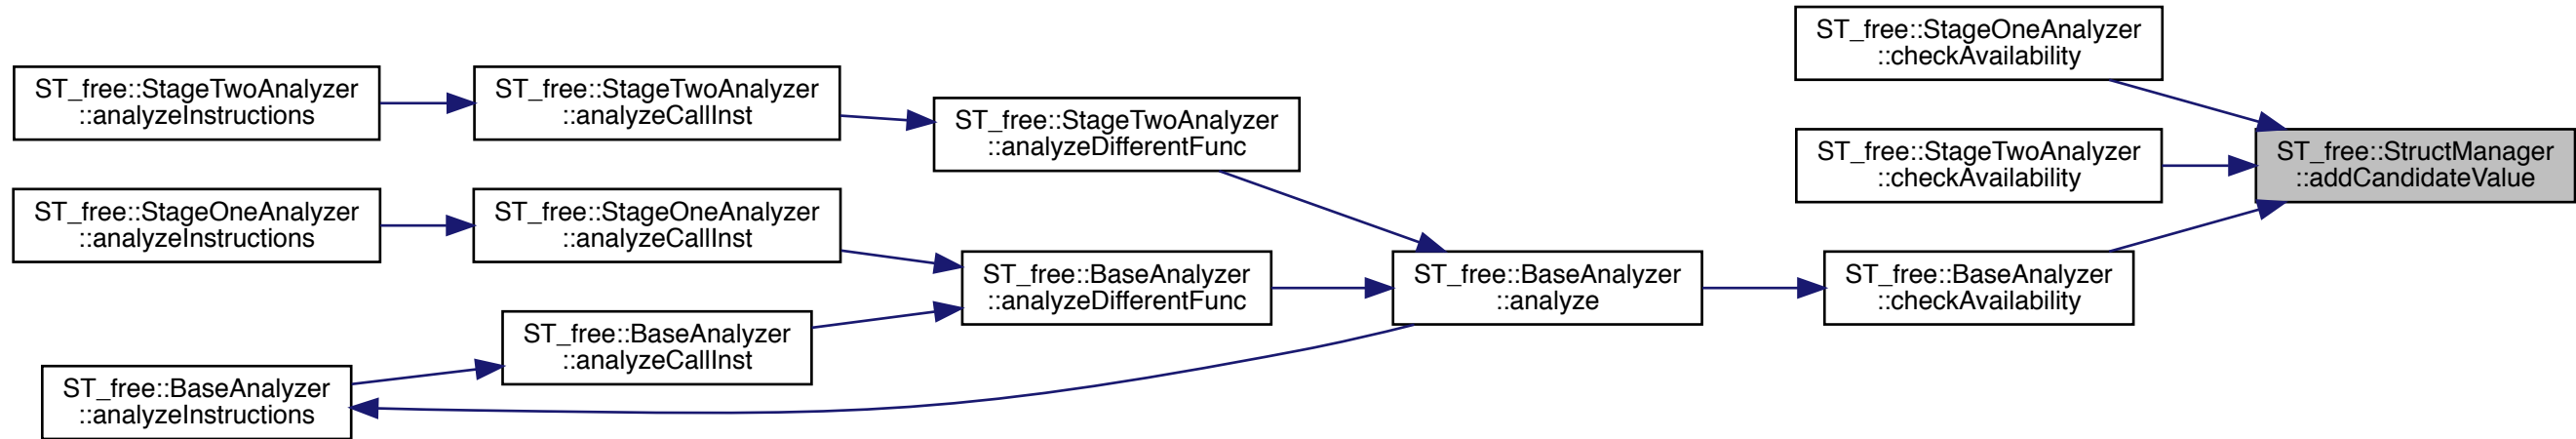 ST_free::StageOneAnalyzer
::checkAvailability
ST_free::StageTwoAnalyzer
::analyzeInstructions
ST_free::StageTwoAnalyzer
::analyzeCallInst
ST_free::StageTwoAnalyzer
::analyzeDifferentFunc
ST_free::StageTwoAnalyzer
::checkAvailability
ST_free::StructManager
::addCandidateValue
ST_free::StageOneAnalyzer
::analyzeInstructions
ST_free::StageOneAnalyzer
::analyzeCallInst
ST_free::BaseAnalyzer
::analyzeDifferentFunc
ST_free::BaseAnalyzer
::analyze
ST_free::BaseAnalyzer
::checkAvailability
ST_free::BaseAnalyzer
::analyzeCallInst
ST_free::BaseAnalyzer
::analyzeInstructions